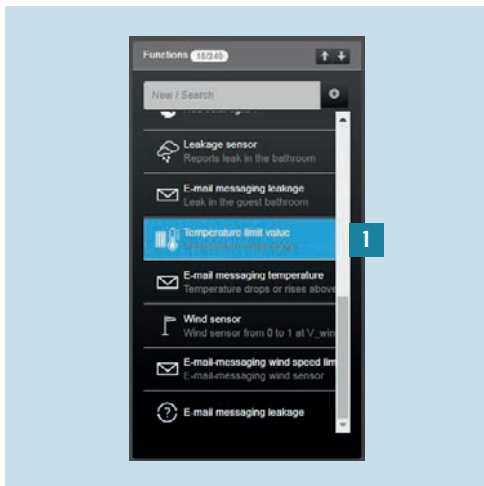 Functions 10/240
New / Search
Leakage sensor
Reports leak in the bathroom
E-mail messaging leakage
Leak in the guest bathroom
Temperature limit value
1
E-mail messaging temperature
Temperature drops or rises above
Wind sensor
Wind sensor from 0 to 1 at V_win
E-mail-messaging wind speed lim
E-mail-messaging wind sensor
E-mail messaging leakage